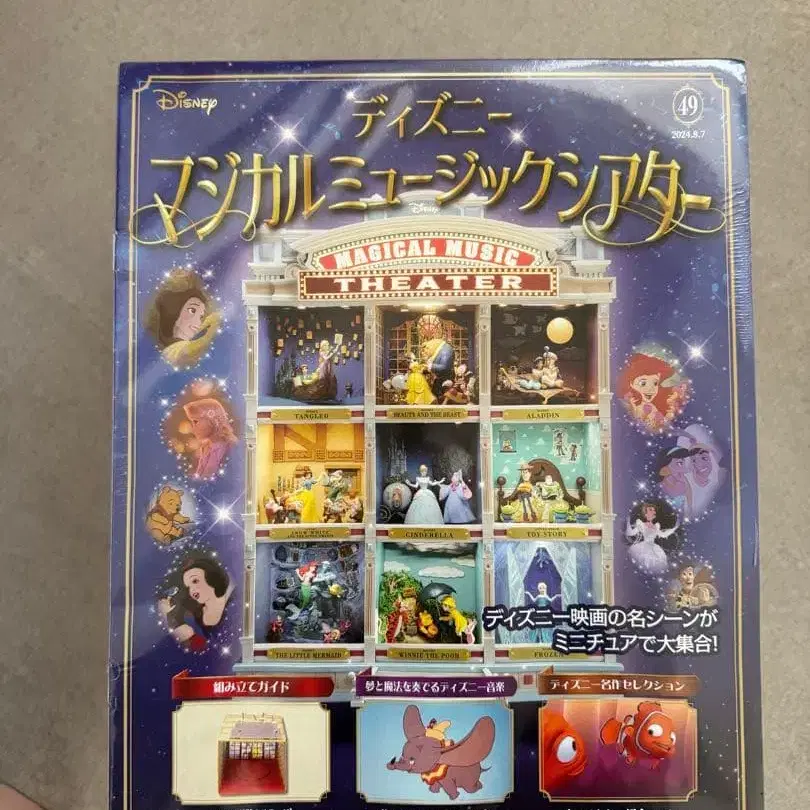 Disney
ディズニー
49
2024.8.7
マジカルミュージックシアター
Disney
MAGICAL MUSIC
THEATER
TANGLED
BEAUTY AND THE BEAST
ALADDIN
SNOW WHITE
CINDERELLA
TOY STORY
ディズニー映画の名シーンが
ミニチュアで大集合!
THE LITTLE MERMAID
WINNIE THE POOH
FROZEN
組み立てガイド
夢と魔法を奏でるディズニー音楽
ディズニー名作セレクション